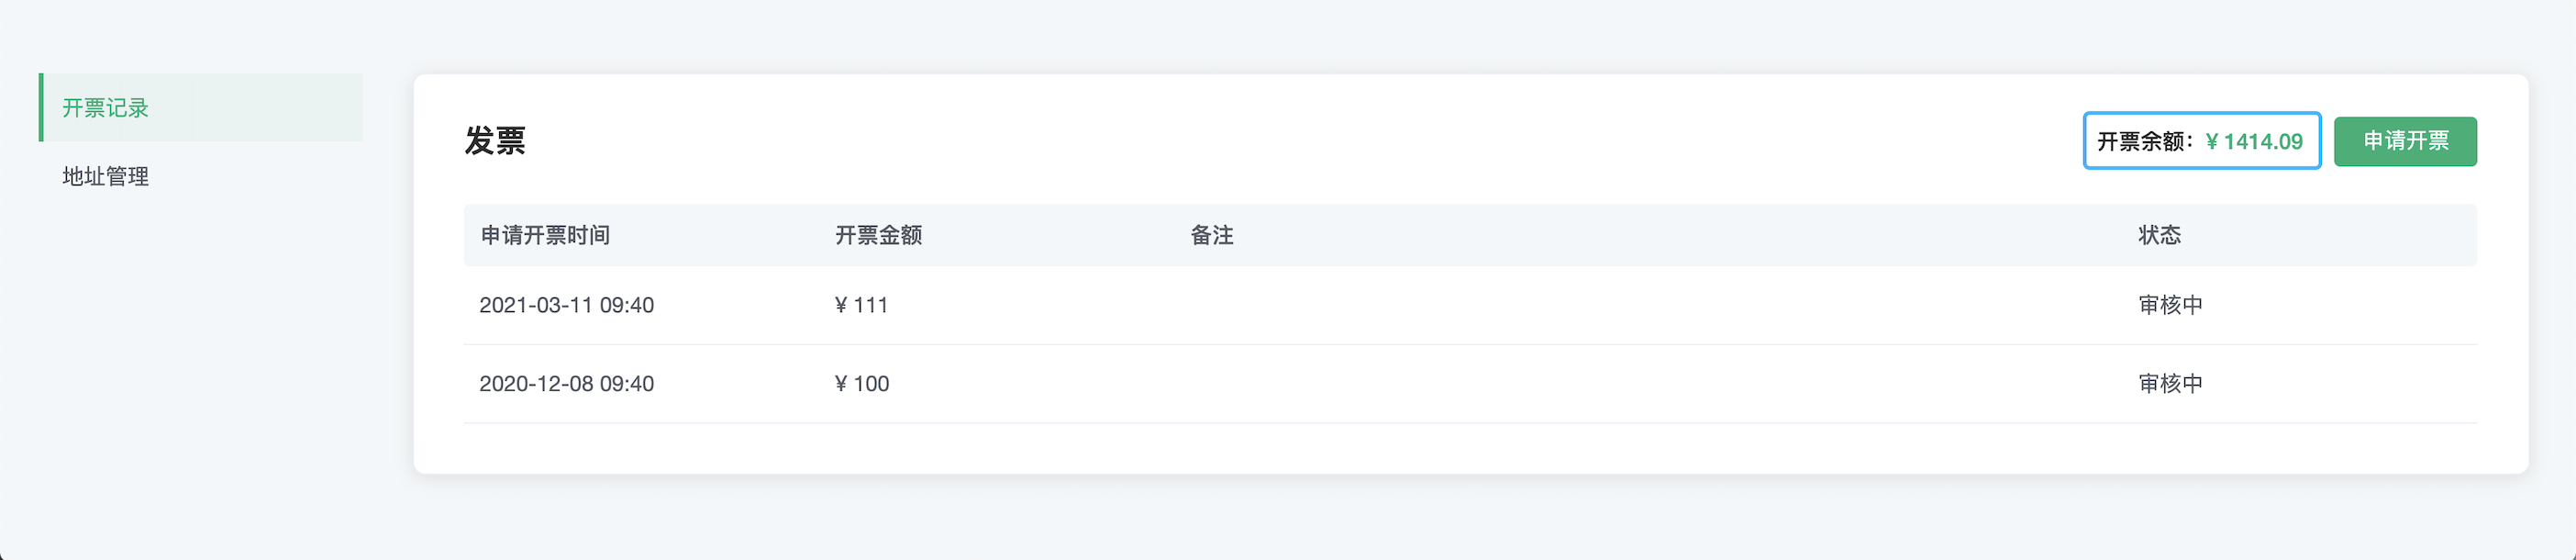 开票记录
地址管理
发票
开票余额：¥ 1414.09 申请开票
申请开票时间 开票金额 备注 状态
2021-03-11 09:40 ¥ 111 审核中
2020-12-08 09:40 ¥ 100 审核中